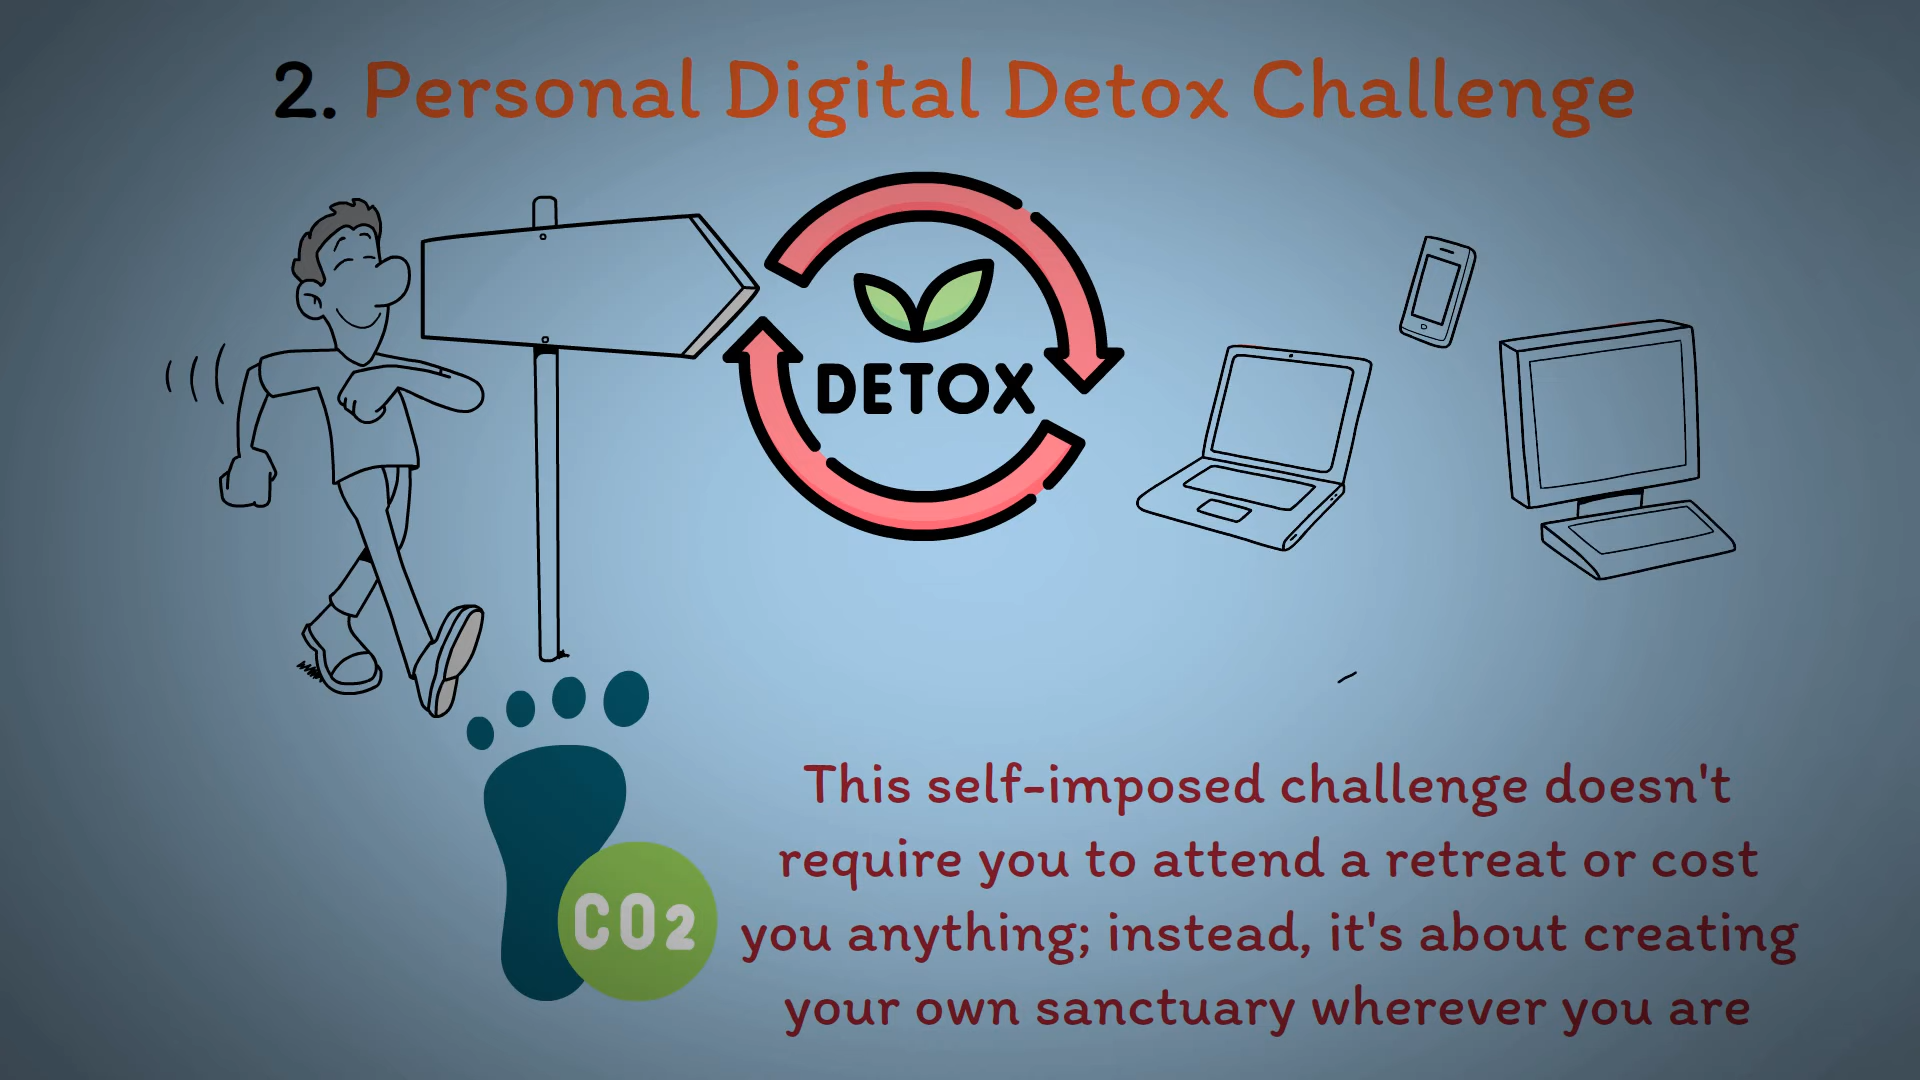 2. Personal Digital Detox Challenge
DETOX
CO2
This self-imposed challenge doesn't
require you to attend a retreat or cost
you anything; instead, it's about creating
your own sanctuary wherever you are